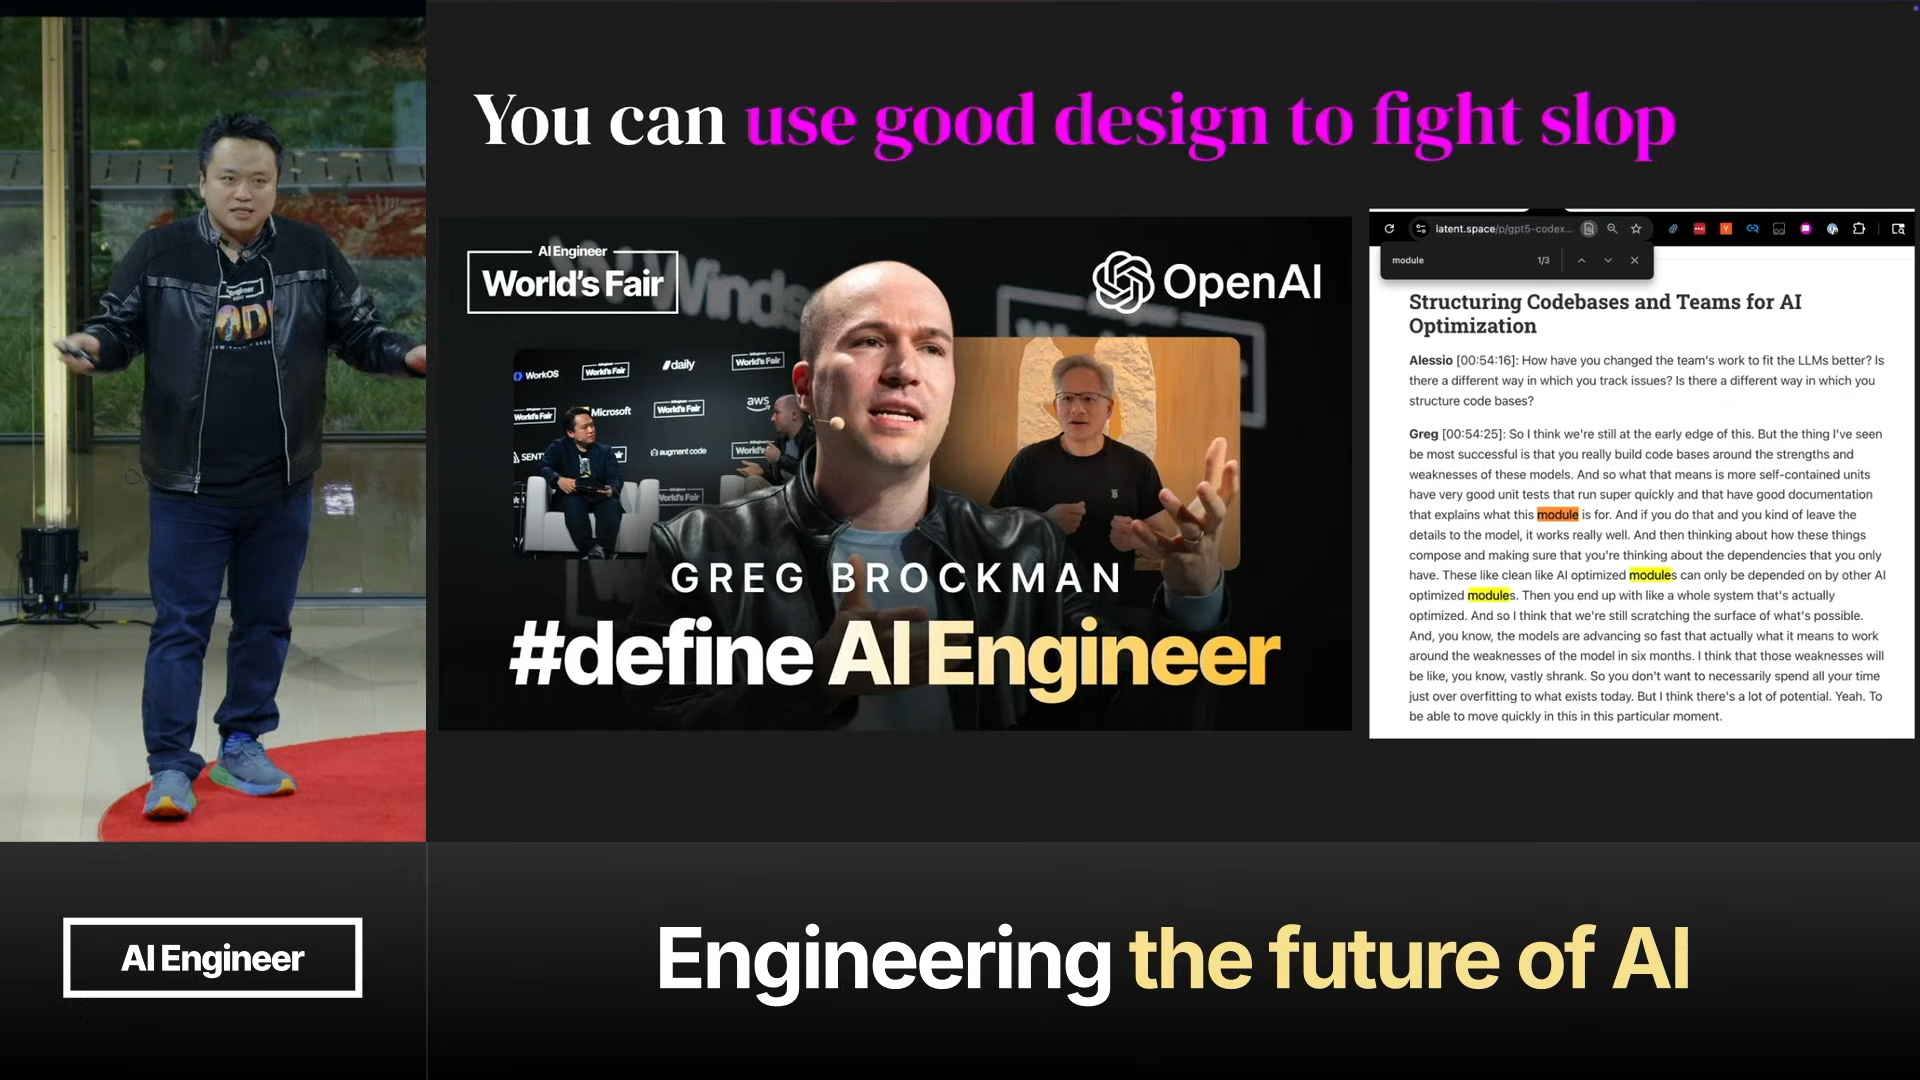 You can use good design to fight slop
AI Engineer
World's Fair
OpenAI
Winds
WorkOS
World's Fair
daily
World's Fair
World's Fair
Microsoft
World's Fair
aws
SENT
augment code
World's
World's Fair
GREG BROCKMAN
#define AI Engineer
latent.space/p/gpt5-codex...
module
1/3
Structuring Codebases and Teams for AI
Optimization
Alessio [00:54:16]: How have you changed the team's work to fit the LLMs better? Is
there a different way in which you track issues? Is there a different way in which you
structure code bases?
Greg [00:54:25]: So I think we're still at the early edge of this. But the thing I've seen
be most successful is that you really build code bases around the strengths and
weaknesses of these models. And so what that means is more self-contained units
have very good unit tests that run super quickly and that have good documentation
that explains what this module is for. And if you do that and you kind of leave the
details to the model, it works really well. And then thinking about how these things
compose and making sure that you're thinking about the dependencies that you only
have. These like clean like AI optimized modules can only be depended on by other AI
optimized modules. Then you end up with like a whole system that's actually
optimized. And so I think that we're still scratching the surface of what's possible.
And, you know, the models are advancing so fast that actually what it means to work
around the weaknesses of the model in six months. I think that those weaknesses will
be like, you know, vastly shrank. So you don't want to necessarily spend all your time
just over overfitting to what exists today. But I think there's a lot of potential. Yeah. To
be able to move quickly in this in this particular moment.
AI Engineer
Engineering the future of AI